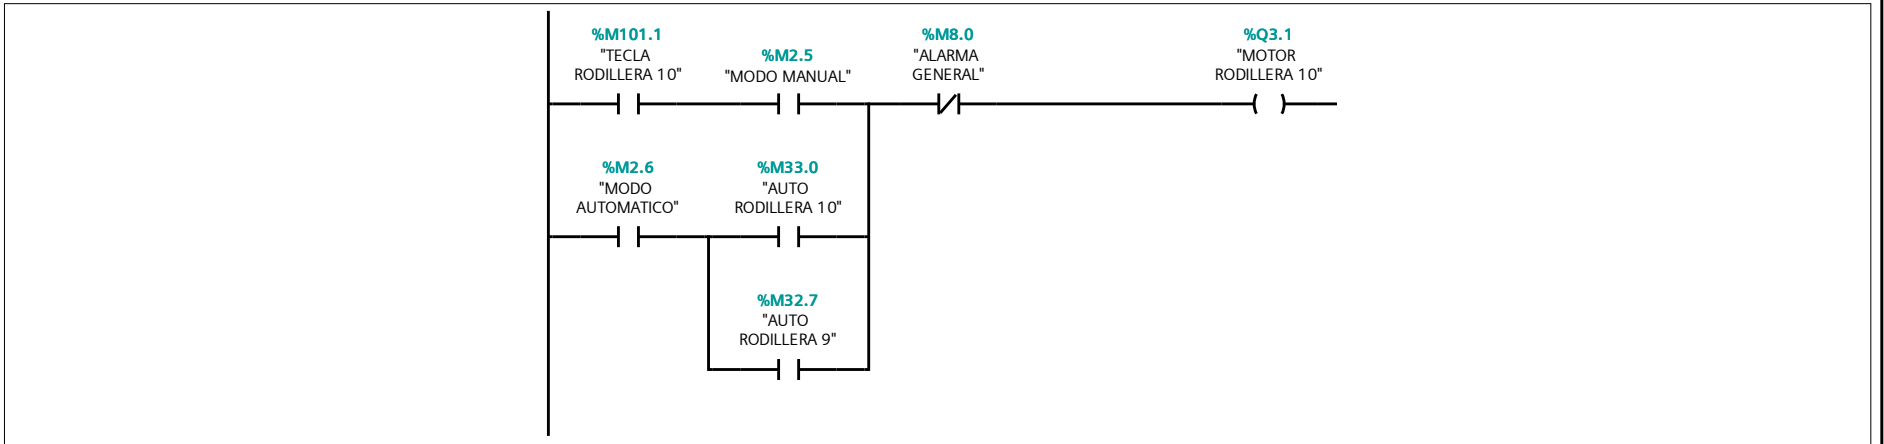 %M101.1
"TECLA
RODILLERA 10"
%M2.5
"MODO MANUAL"
%M8.0
"ALARMA
GENERAL"
%Q3.1
"MOTOR
RODILLERA 10"
%M2.6
"MODO
AUTOMATICO"
%M33.0
"AUTO
RODILLERA 10"
%M32.7
"AUTO
RODILLERA 9"